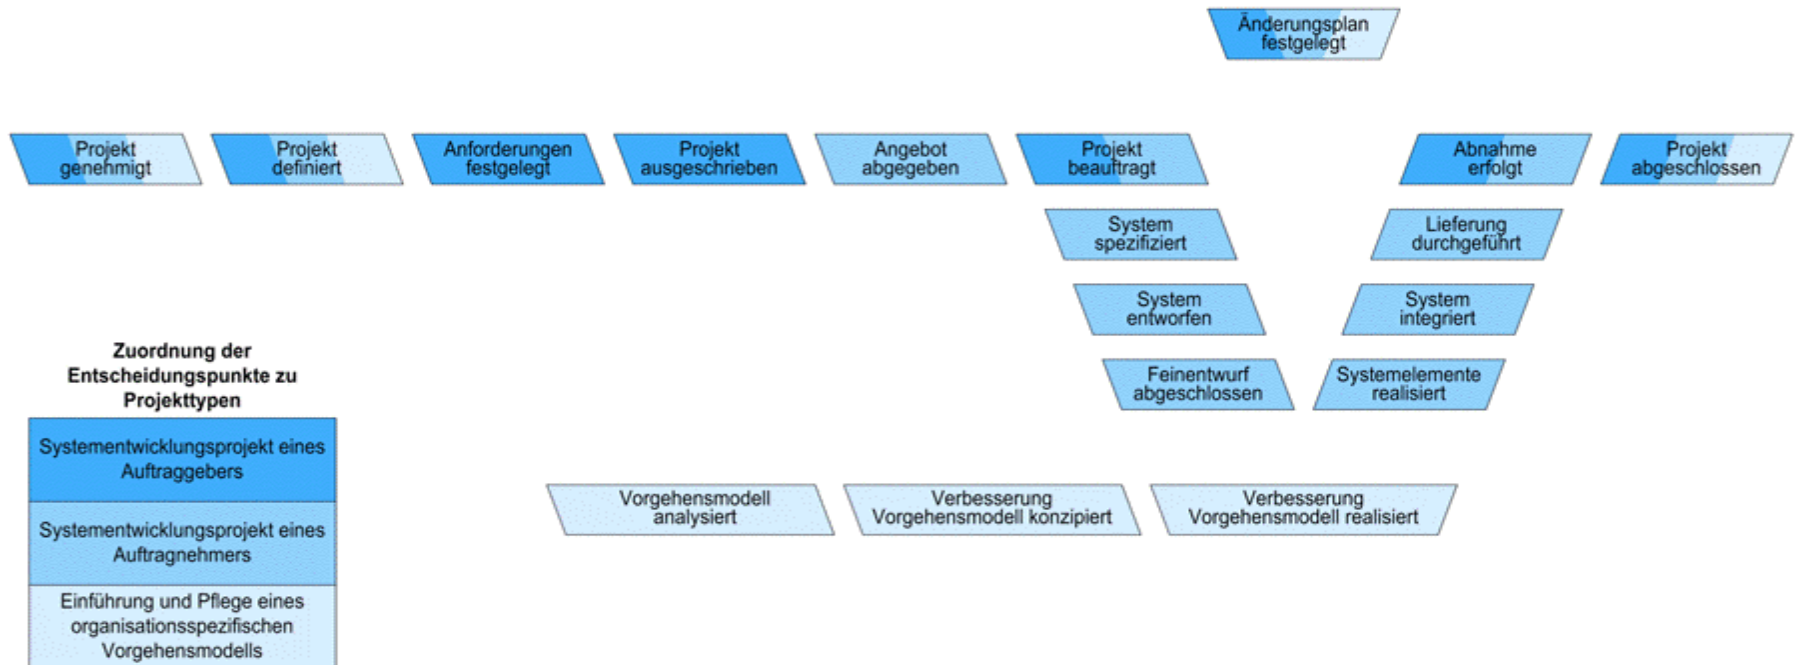 Änderungsplan
festgelegt
Projekt
genehmigt
Projekt
definiert
Anforderungen
festgelegt
Projekt
ausgeschrieben
Angebot
abgegeben
Projekt
beauftragt
Abnahme
erfolgt
Projekt
abgeschlossen
System
spezifiziert
Lieferung
durchgeführt
System
entworfen
System
integriert
Feinentwurf
abgeschlossen
Systemelemente
realisiert
Zuordnung der
Entscheidungspunkte zu
Projekttypen
Systementwicklungsprojekt eines
Auftraggebers
Systementwicklungsprojekt eines
Auftragnehmers
Einführung und Pflege eines
organisationsspezifischen
Vorgehensmodells
Vorgehensmodell
analysiert
Verbesserung
Vorgehensmodell konzipiert
Verbesserung
Vorgehensmodell realisiert